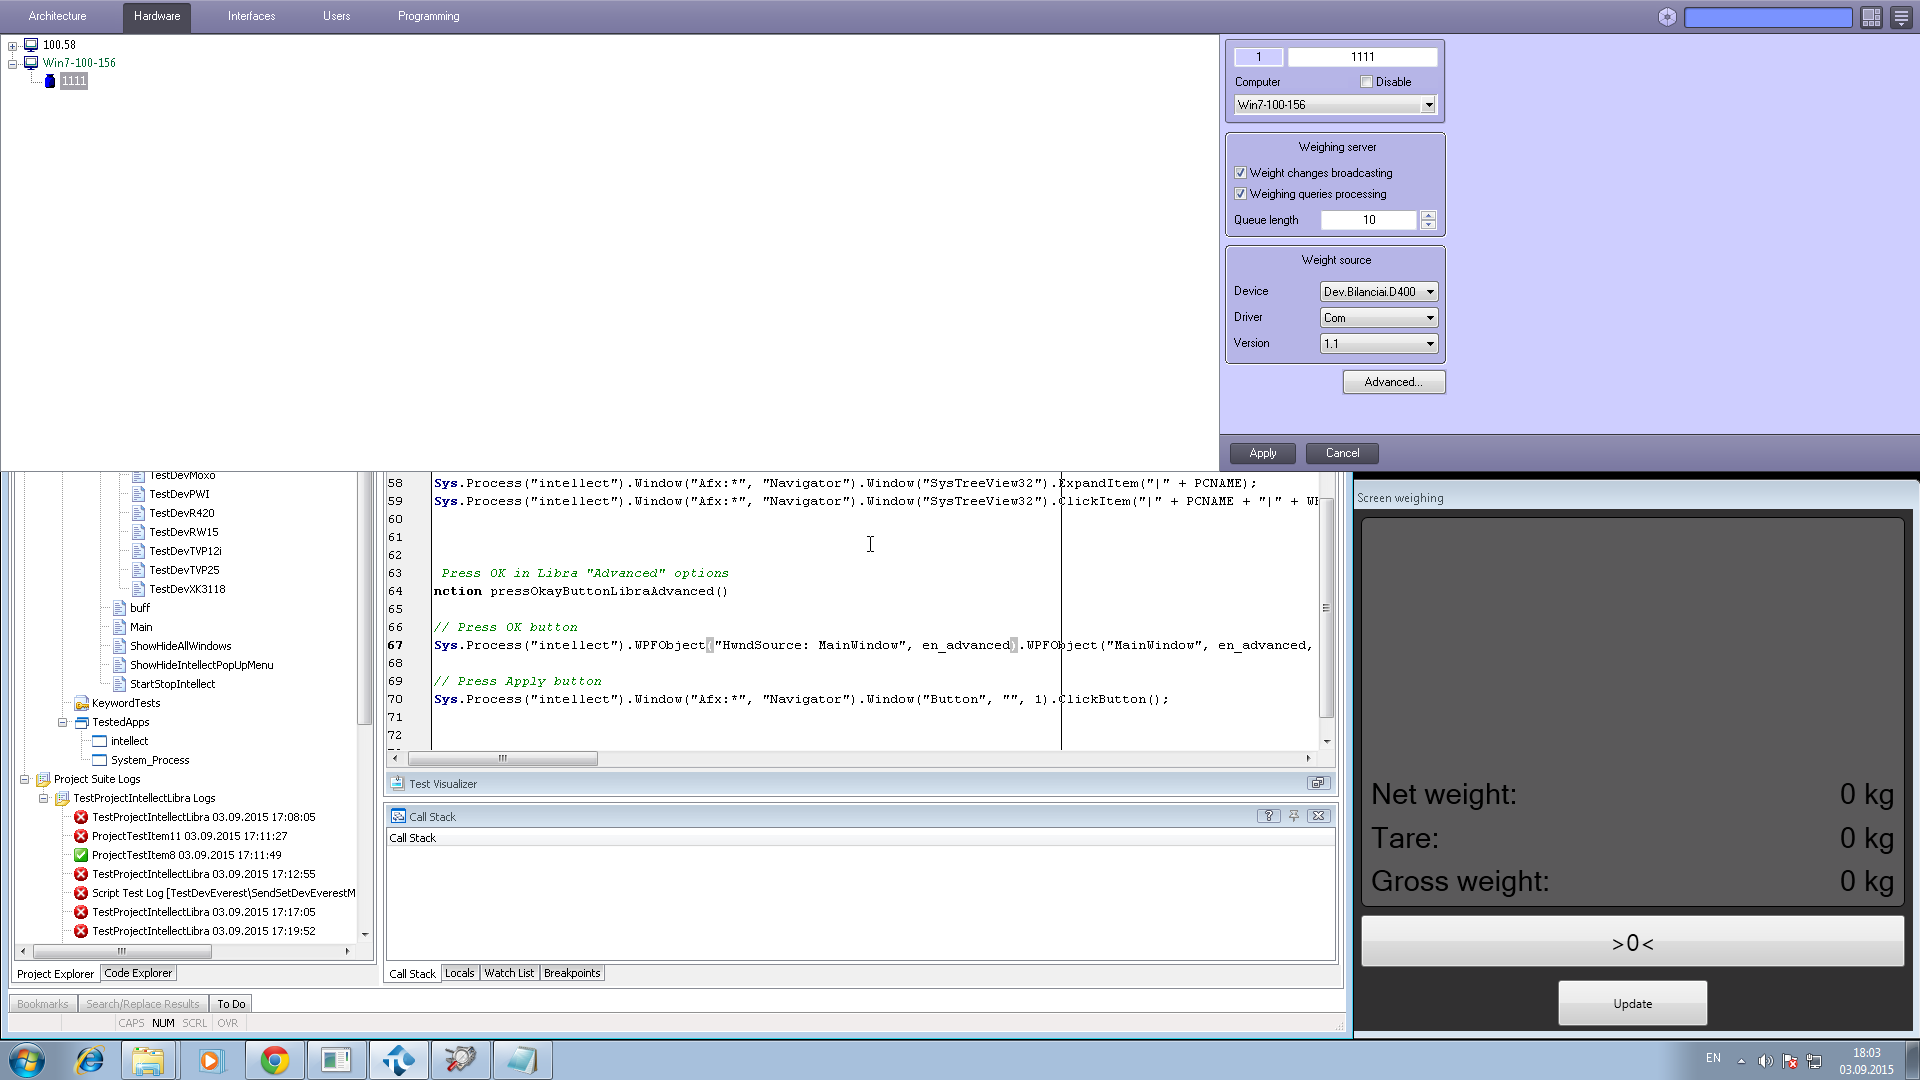 Architecture
Hardware
Interfaces
Users
Programming
100.58
Win7-100-156
1111
1
1111
Computer
Disable
Win7-100-156
Weighing server
Weight changes broadcasting
Weighing queries processing
Queue length
10
Weight source
Device
Dev.Bilanciai.D400
Driver
Com
Version
1.1
Advanced...
Apply
Cancel
TestDevMoxo
TestDevPWI
TestDevR420
TestDevRW15
TestDevTVP12i
TestDevTVP25
TestDevXK3118
buff
Main
ShowHideAllWindows
ShowHideIntellectPopUpMenu
StartStopIntellect
KeywordTests
TestedApps
intellect
System_Process
Project Suite Logs
TestProjectIntellectLibra Logs
TestProjectIntellectLibra 03.09.2015 17:08:05
ProjectTestItem11 03.09.2015 17:11:27
ProjectTestItem8 03.09.2015 17:11:49
TestProjectIntellectLibra 03.09.2015 17:12:55
Script Test Log [TestDevEverest\SendSetDevEverestM
TestProjectIntellectLibra 03.09.2015 17:17:05
TestProjectIntellectLibra 03.09.2015 17:19:52
Project Explorer
Code Explorer
58 Sys.Process("intellect").Window("Afx:*", "Navigator").Window("SysTreeView32").ExpandItem("|" + PCNAME);
59 Sys.Process("intellect").Window("Afx:*", "Navigator").Window("SysTreeView32").ClickItem("|" + PCNAME + "|" + WH
60
61
62
63 Press OK in Libra "Advanced" options
64 nction pressOkayButtonLibraAdvanced()
65
66 // Press OK button
67 Sys.Process("intellect").WPFObject("HwndSource: MainWindow", en_advanced).WPFObject("MainWindow", en_advanced,
68
69 // Press Apply button
70 Sys.Process("intellect").Window("Afx:*", "Navigator").Window("Button", "", 1).ClickButton();
71
72
Test Visualizer
Call Stack
Call Stack
Call Stack
Locals
Watch List
Breakpoints
Bookmarks
Search/Replace Results
To Do
CAPS
NUM
SCRL
OVR
Screen weighing
Net weight: 0 kg
Tare: 0 kg
Gross weight: 0 kg
>0<
Update
EN
18:03
03.09.2015